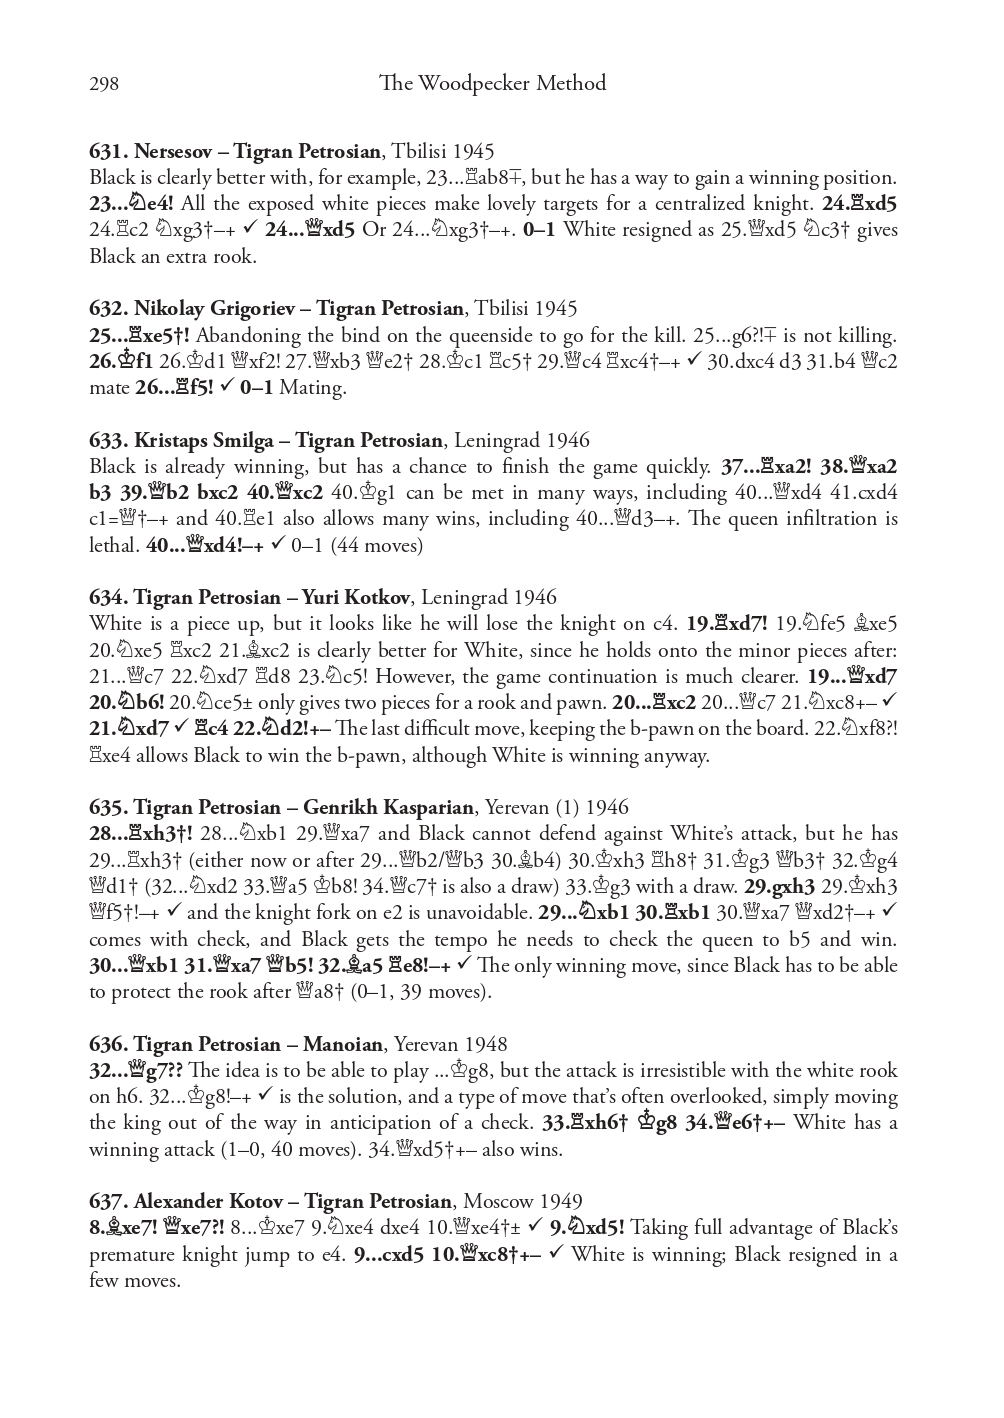 298 The Woodpecker Method
631. Nersesov – Tigran Petrosian, Tbilisi 1945
Black is clearly better with, for example, 23...♖ab8∓, but he has a way to gain a winning position.
23...♘e4! All the exposed white pieces make lovely targets for a centralized knight. 24.♖xd5
24.♖c2 ♘xg3†–+ ✓ 24...♕xd5 Or 24...♘xg3†–+. 0–1 White resigned as 25.♕xd5 ♘c3† gives
Black an extra rook.
632. Nikolay Grigoriev – Tigran Petrosian, Tbilisi 1945
25...♖xe5†! Abandoning the bind on the queenside to go for the kill. 25...g6?!∓ is not killing.
26.♔f1 26.♔d1 ♕xf2! 27.♕xb3 ♕e2† 28.♔c1 ♖c5† 29.♕c4 ♖xc4†–+ ✓ 30.dxc4 d3 31.b4 ♕c2
mate 26...♖f5! ✓ 0–1 Mating.
633. Kristaps Smilga – Tigran Petrosian, Leningrad 1946
Black is already winning, but has a chance to finish the game quickly. 37...♖xa2! 38.♕xa2
b3 39.♕b2 bxc2 40.♕xc2 40.♔g1 can be met in many ways, including 40...♕xd4 41.cxd4
c1=♕†–+ and 40.♖e1 also allows many wins, including 40...♕d3–+. The queen infiltration is
lethal. 40...♕xd4!–+ ✓ 0–1 (44 moves)
634. Tigran Petrosian – Yuri Kotkov, Leningrad 1946
White is a piece up, but it looks like he will lose the knight on c4. 19.♖xd7! 19.♘fe5 ♗xe5
20.♘xe5 ♖xc2 21.♗xc2 is clearly better for White, since he holds onto the minor pieces after:
21...♕c7 22.♘xd7 ♖d8 23.♘c5! However, the game continuation is much clearer. 19...♕xd7
20.♘b6! 20.♘ce5± only gives two pieces for a rook and pawn. 20...♖xc2 20...♕c7 21.♘xc8+– ✓
21.♘xd7 ✓ ♖c4 22.♘d2!+– The last difficult move, keeping the b-pawn on the board. 22.♘xf8?!
♖xe4 allows Black to win the b-pawn, although White is winning anyway.
635. Tigran Petrosian – Genrikh Kasparian, Yerevan (1) 1946
28...♖xh3†! 28...♘xb1 29.♕xa7 and Black cannot defend against White’s attack, but he has
29...♖xh3† (either now or after 29...♕b2/♕b3 30.♗b4) 30.♔xh3 ♖h8† 31.♔g3 ♕b3† 32.♔g4
♕d1† (32...♘xd2 33.♕a5 ♔b8! 34.♕c7† is also a draw) 33.♔g3 with a draw. 29.gxh3 29.♔xh3
♕f5†!–+ ✓ and the knight fork on e2 is unavoidable. 29...♘xb1 30.♖xb1 30.♕xa7 ♕xd2†–+ ✓
comes with check, and Black gets the tempo he needs to check the queen to b5 and win.
30...♕xb1 31.♕xa7 ♕b5! 32.♗a5 ♖e8!–+ ✓ The only winning move, since Black has to be able
to protect the rook after ♕a8† (0–1, 39 moves).
636. Tigran Petrosian – Manoian, Yerevan 1948
32...♕g7?? The idea is to be able to play ...♔g8, but the attack is irresistible with the white rook
on h6. 32...♔g8!–+ ✓ is the solution, and a type of move that’s often overlooked, simply moving
the king out of the way in anticipation of a check. 33.♖xh6† ♔g8 34.♕e6†+– White has a
winning attack (1–0, 40 moves). 34.♕xd5†+– also wins.
637. Alexander Kotov – Tigran Petrosian, Moscow 1949
8.♗xe7! ♕xe7?! 8...♔xe7 9.♘xe4 dxe4 10.♕xe4†± ✓ 9.♘xd5! Taking full advantage of Black’s
premature knight jump to e4. 9...cxd5 10.♕xc8†+– ✓ White is winning; Black resigned in a
few moves.